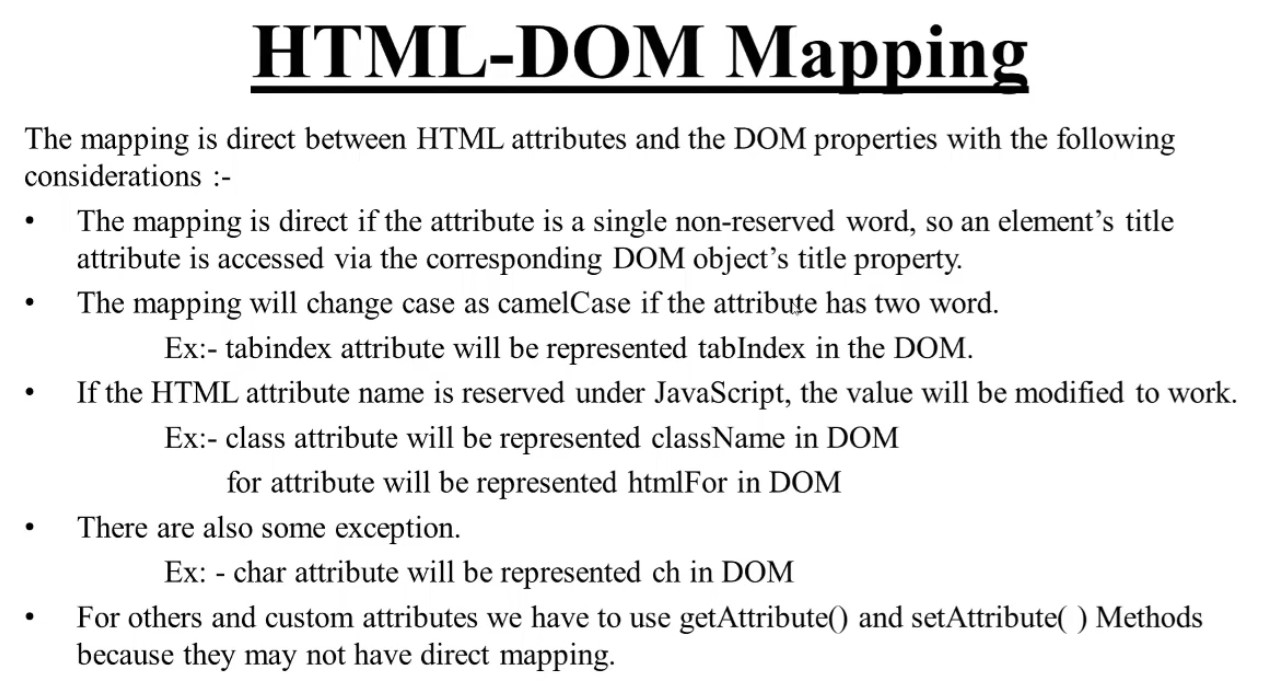 HTML-DOM Mapping
The mapping is direct between HTML attributes and the DOM properties with the following
considerations :-
• The mapping is direct if the attribute is a single non-reserved word, so an element’s title
attribute is accessed via the corresponding DOM object’s title property.
• The mapping will change case as camelCase if the attribute has two word.
Ex:- tabindex attribute will be represented tabIndex in the DOM.
• If the HTML attribute name is reserved under JavaScript, the value will be modified to work.
Ex:- class attribute will be represented className in DOM
for attribute will be represented htmlFor in DOM
• There are also some exception.
Ex: - char attribute will be represented ch in DOM
• For others and custom attributes we have to use getAttribute() and setAttribute( ) Methods
because they may not have direct mapping.